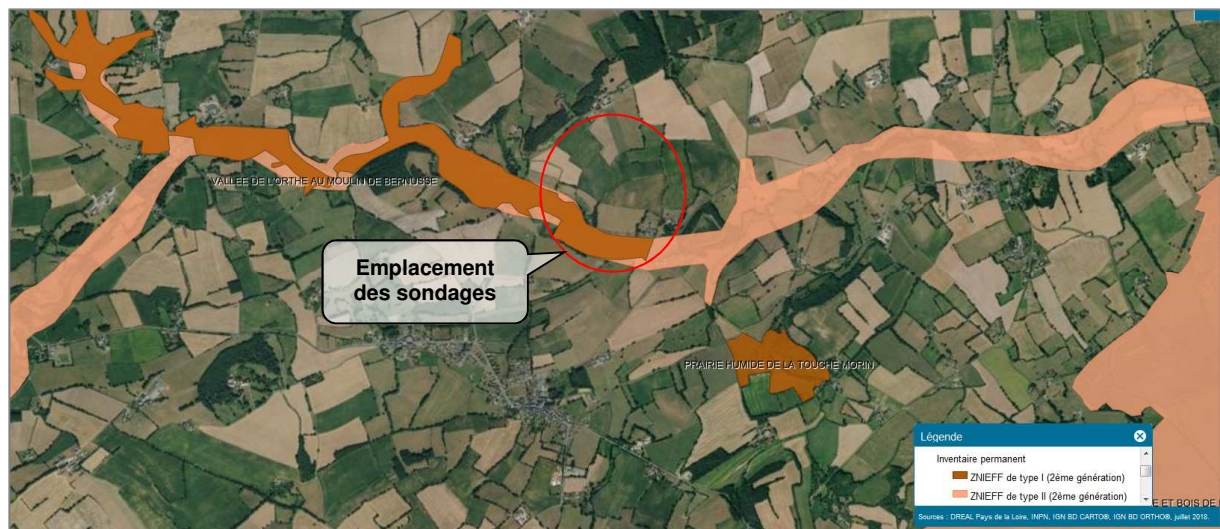 VALLEE DE L'ORTHE AU MOULIN DE BERNUSSE
Emplacement
des sondages
PRAIRIE HUMIDE DE LA TOUCHE MORIN
Légende
Inventaire permanent
ZNIEFF de type I (2ème génération)
ZNIEFF de type II (2ème génération)
E ET BOIS DE
Sources : DREAL Pays de la Loire, INPN, IGN BD CARTO®, IGN BD ORTHO®, juillet 2018.